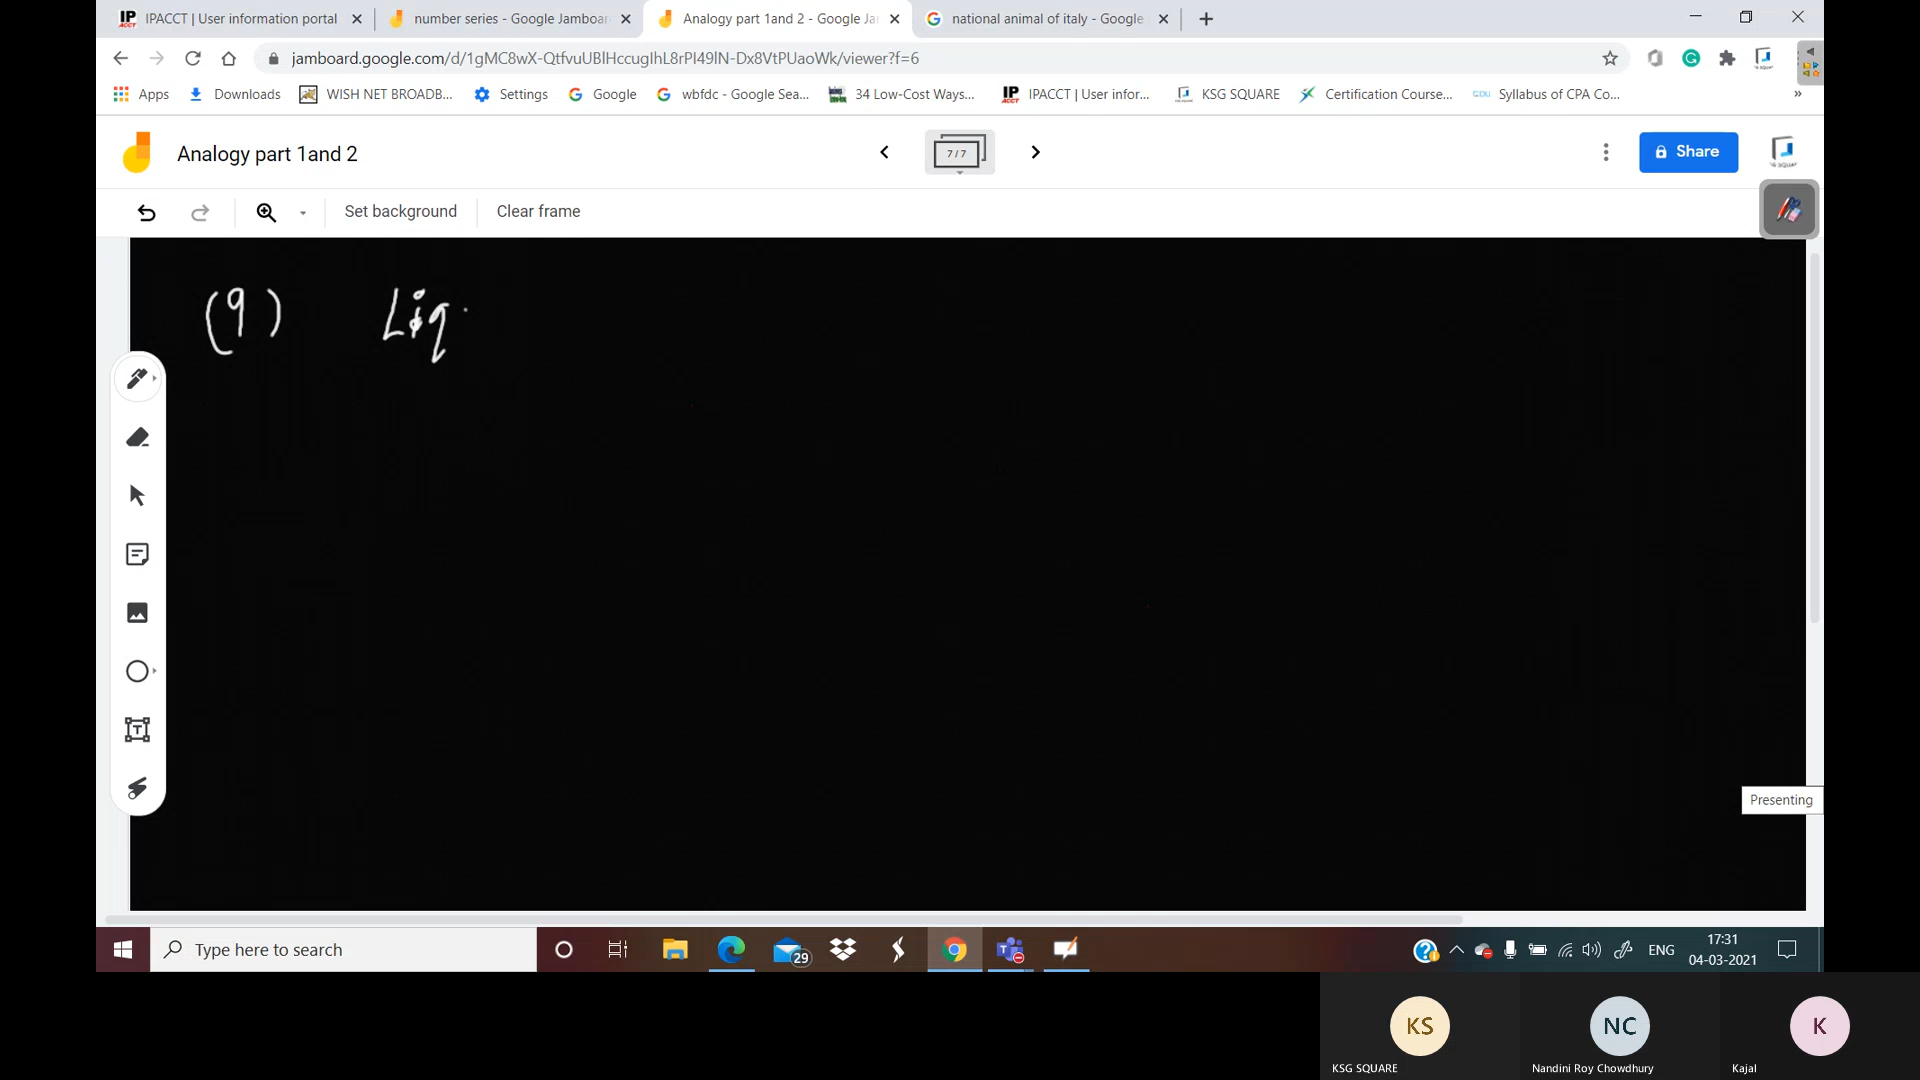 IPACCT | User information portal
number series - Google Jamboar
Analogy part 1and 2 - Google Ja
national animal of italy - Google
jamboard.google.com/d/1gMC8wX-QtfvuUBlHccugIhL8rPI49lN-Dx8VtPUaoWk/viewer?f=6
Apps Downloads WISH NET BROADB... Settings Google wbfdc - Google Sea... 34 Low-Cost Ways... IPACCT | User infor... KSG SQUARE Certification Course... Syllabus of CPA Co... »
Analogy part 1and 2
7 / 7
Share
Set background Clear frame
(9) Liq
Presenting
Type here to search
29
ENG
17:31
04-03-2021
KS NC K
KSG SQUARE Nandini Roy Chowdhury Kajal